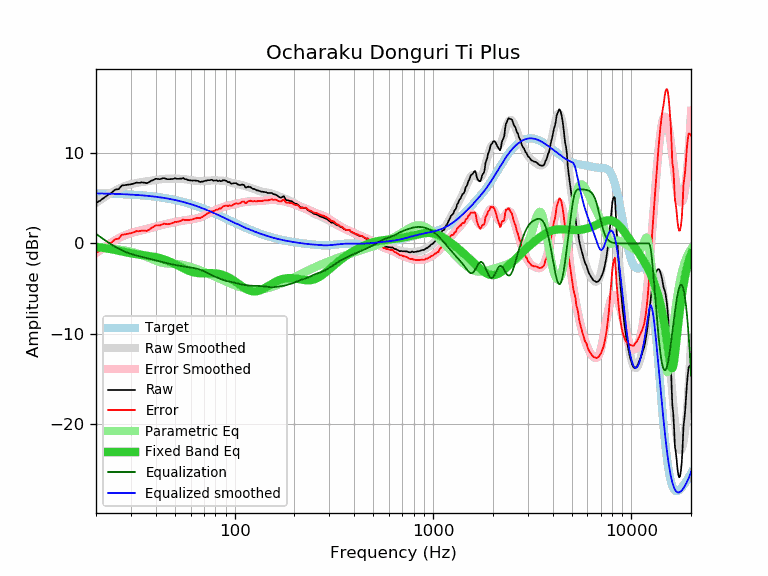 Ocharaku Donguri Ti Plus
Amplitude (dBr)
10
0
−10
−20
Target
Raw Smoothed
Error Smoothed
Raw
Error
Parametric Eq
Fixed Band Eq
Equalization
Equalized smoothed
100
1000
10000
Frequency (Hz)